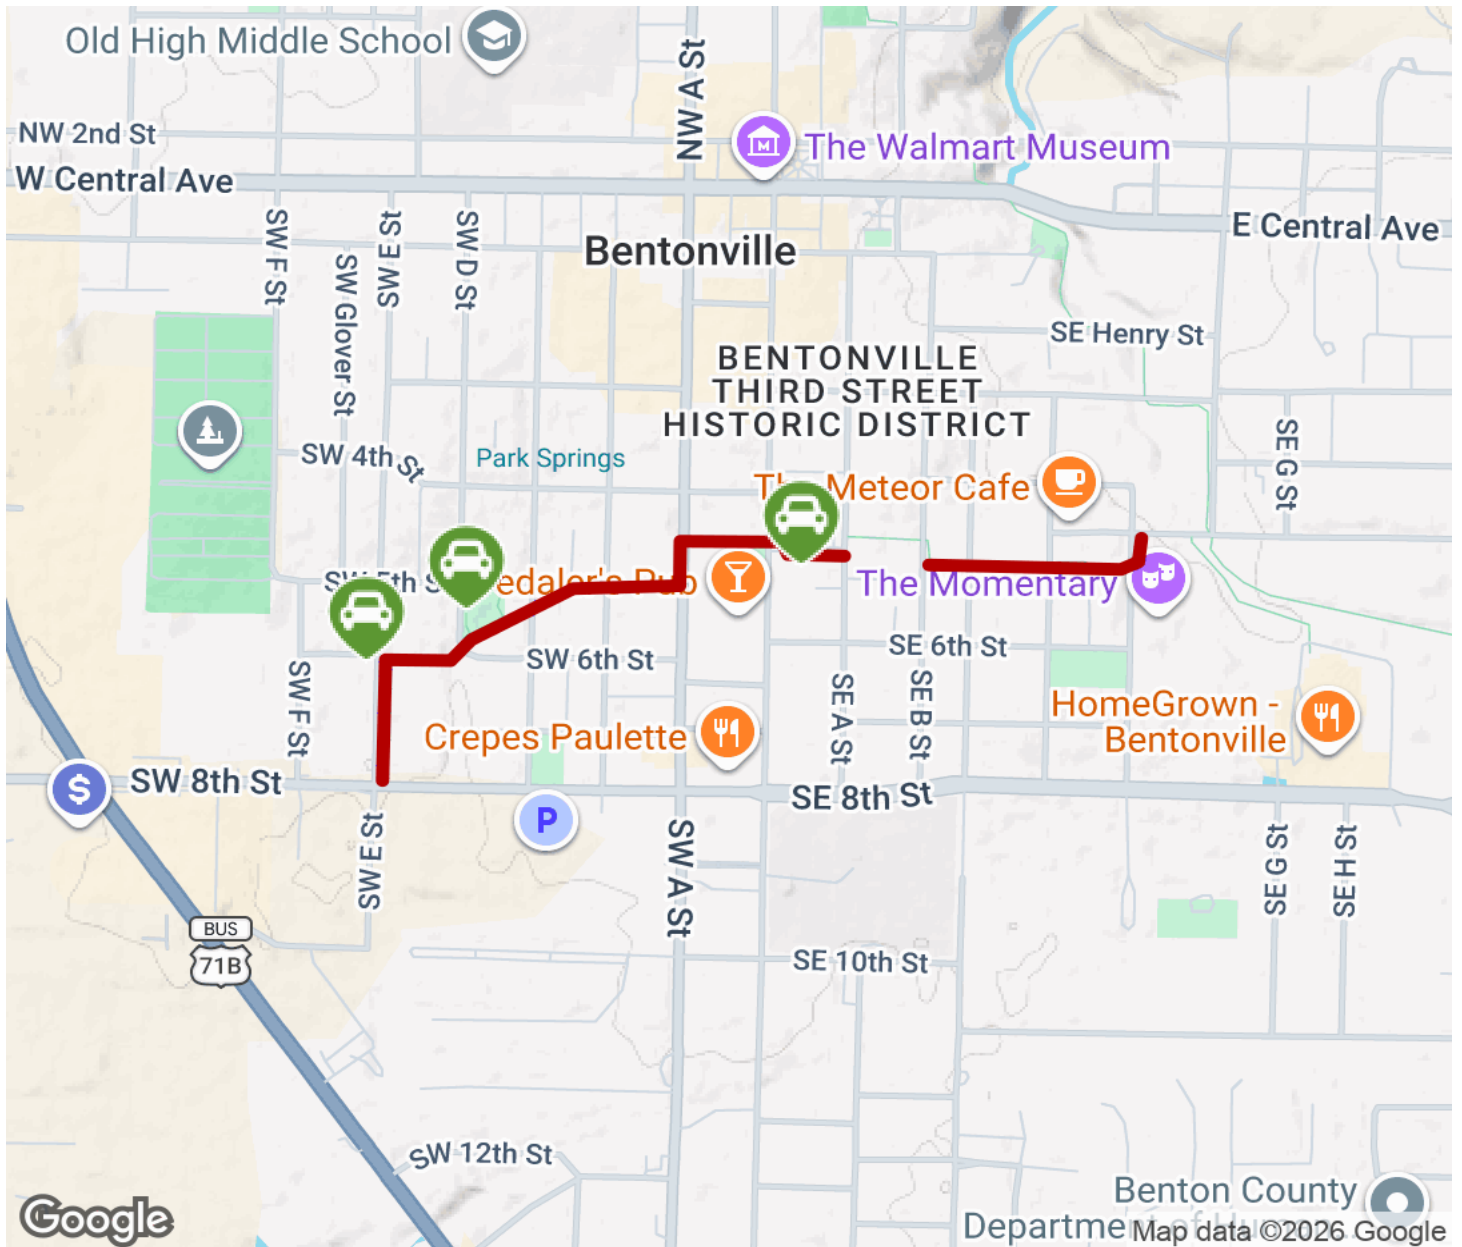 Old High Middle School
NW A St
NW 2nd St
The Walmart Museum
W Central Ave
E Central Ave
SW F St
SW E St
SW D St
SW Glover St
Bentonville
SE Henry St
BENTONVILLE
THIRD STREET
HISTORIC DISTRICT
SW 4th St
Park Springs
Meteor Cafe
SE G St
SW 5th
Pub
The Momentary
SW 6th St
SE 6th St
SW F St
SE A St
SE B St
HomeGrown -
Bentonville
Crepes Paulette
SW 8th St
$
P
SE 8th St
SW E St
SW A St
SE G St
SE H St
BUS
71B
SE 10th St
SW 12th St
Benton County
Google
Map data ©2026 Google